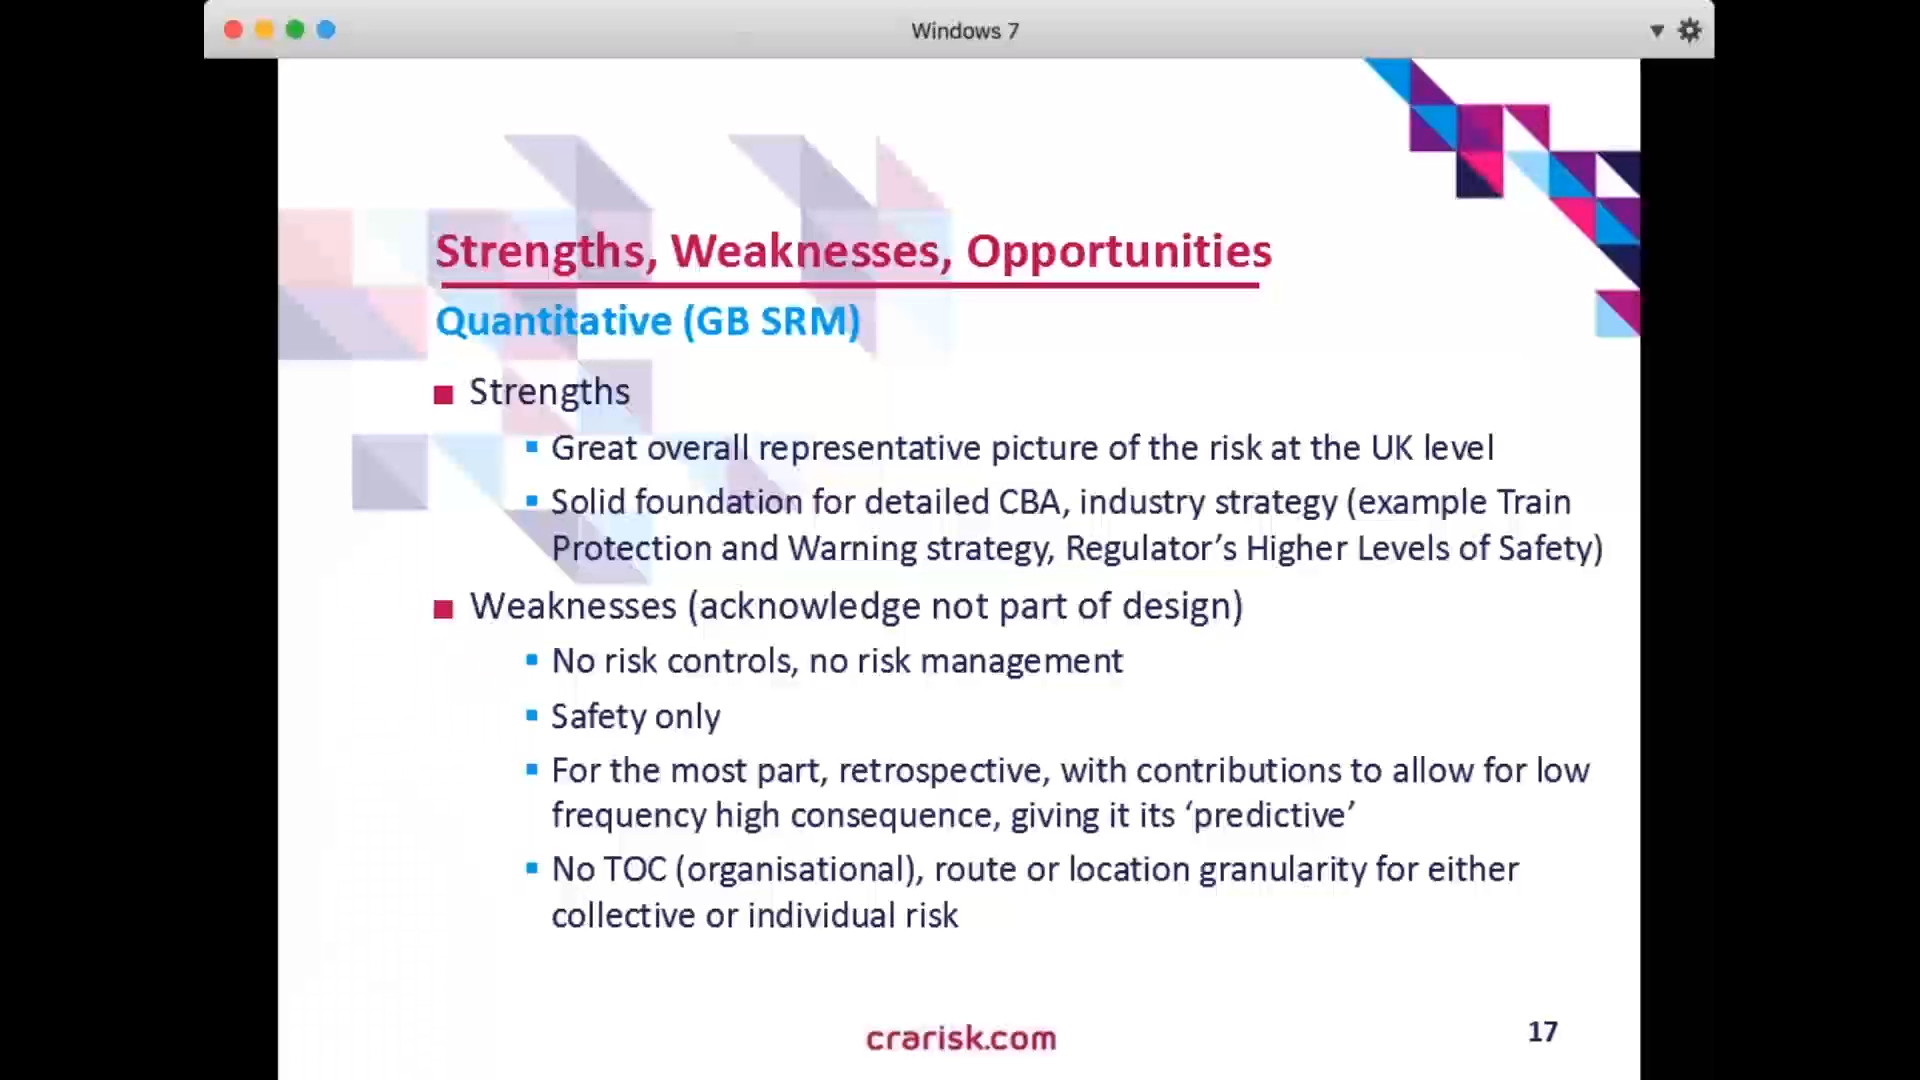 Windows 7
Strengths, Weaknesses, Opportunities
Quantitative (GB SRM)
Strengths
Great overall representative picture of the risk at the UK level
Solid foundation for detailed CBA, industry strategy (example Train
Protection and Warning strategy, Regulator’s Higher Levels of Safety)
Weaknesses (acknowledge not part of design)
No risk controls, no risk management
Safety only
For the most part, retrospective, with contributions to allow for low
frequency high consequence, giving it its ‘predictive’
No TOC (organisational), route or location granularity for either
collective or individual risk
crarisk.com
17